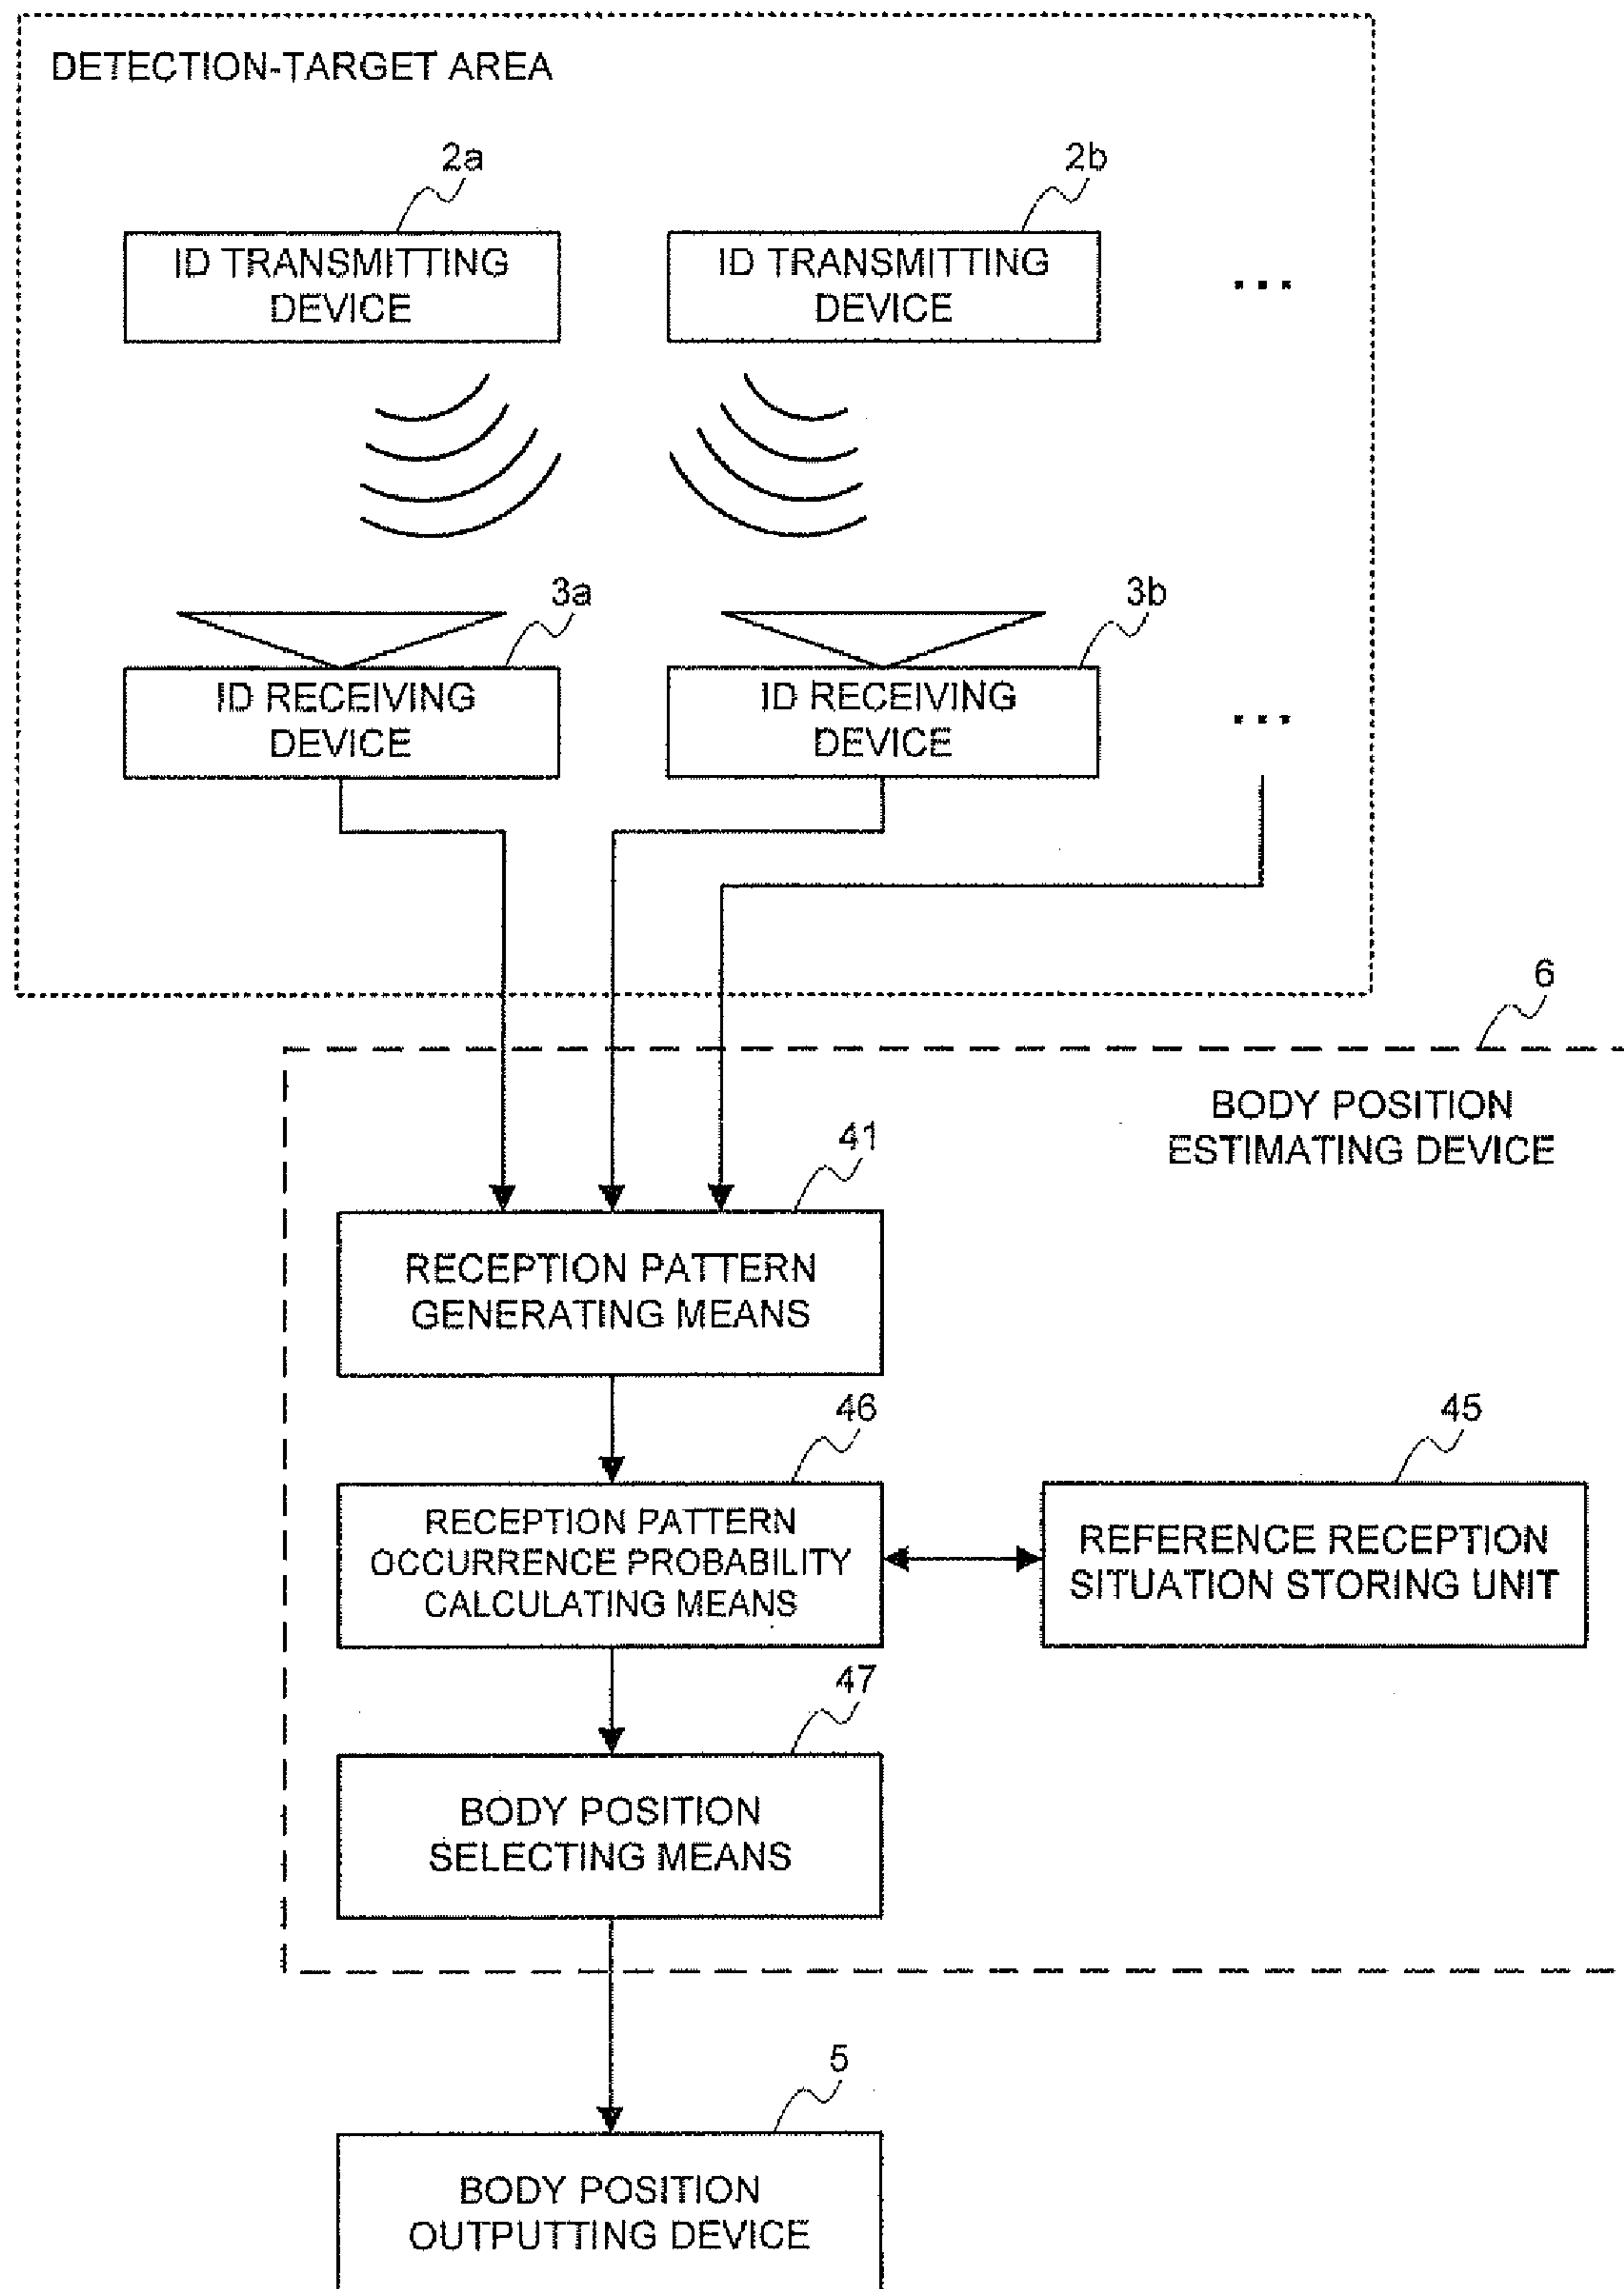 DETECTION-TARGET AREA
2a
2b
ID TRANSMITTING
DEVICE
ID TRANSMITTING
DEVICE
...
3a
3b
ID RECEIVING
DEVICE
ID RECEIVING
DEVICE
...
6
BODY POSITION
ESTIMATING DEVICE
41
RECEPTION PATTERN
GENERATING MEANS
46
45
RECEPTION PATTERN
OCCURRENCE PROBABILITY
CALCULATING MEANS
REFERENCE RECEPTION
SITUATION STORING UNIT
47
BODY POSITION
SELECTING MEANS
5
BODY POSITION
OUTPUTTING DEVICE